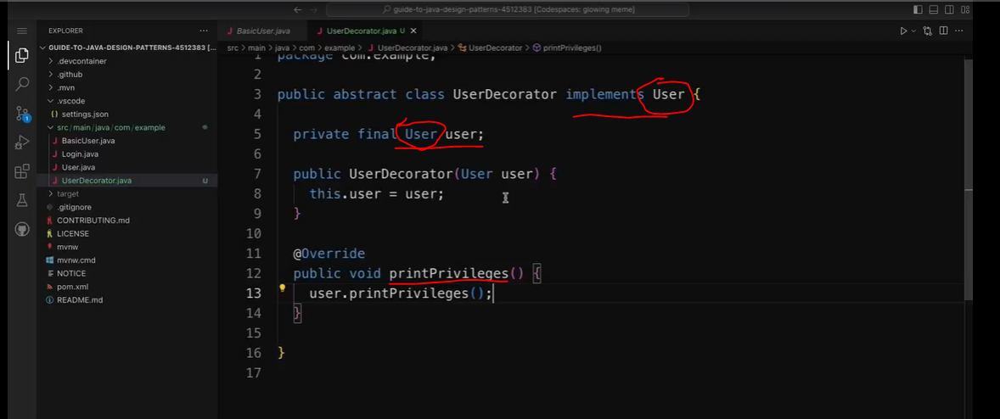 guide-to-java-design-patterns-4512383 [Codespaces: glowing meme]
EXPLORER
GUIDE-TO-JAVA-DESIGN-PATTERNS-4512383 [...
.devcontainer
.github
.mvn
.vscode
settings.json
src/main/java/com/example
BasicUser.java
Login.java
User.java
UserDecorator.java U
target
.gitignore
CONTRIBUTING.md
LICENSE
mvnw
mvnw.cmd
NOTICE
pom.xml
README.md
1
BasicUser.java
UserDecorator.java U
src > main > java > com > example > UserDecorator.java > UserDecorator > printPrivileges()
1 package com.example;
2
3 public abstract class UserDecorator implements User {
4
5 private final User user;
6
7 public UserDecorator(User user) {
8 this.user = user;
9 }
10
11 @Override
12 public void printPrivileges() {
13 user.printPrivileges();
14 }
15
16 }
17